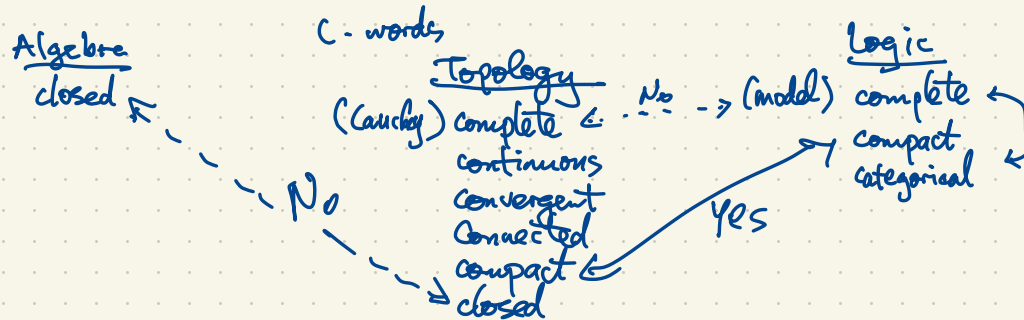 C-words
Algebra
closed
No
Topology
(Cauchy) complete
continuous
convergent
Connected
compact
closed
No
Yes
Logic
(model) complete
compact
categorical